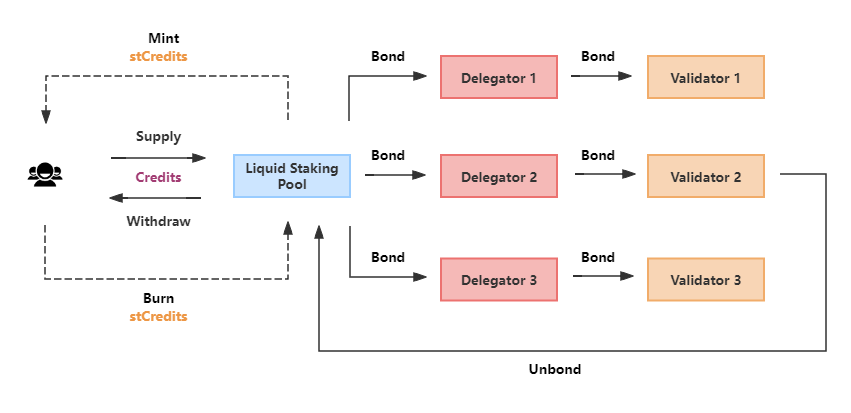 Mint
stCredits
Bond
Delegator 1
Bond
Validator 1
Supply
Credits
Withdraw
Liquid Staking
Pool
Bond
Delegator 2
Bond
Validator 2
Bond
Delegator 3
Bond
Validator 3
Burn
stCredits
Unbond